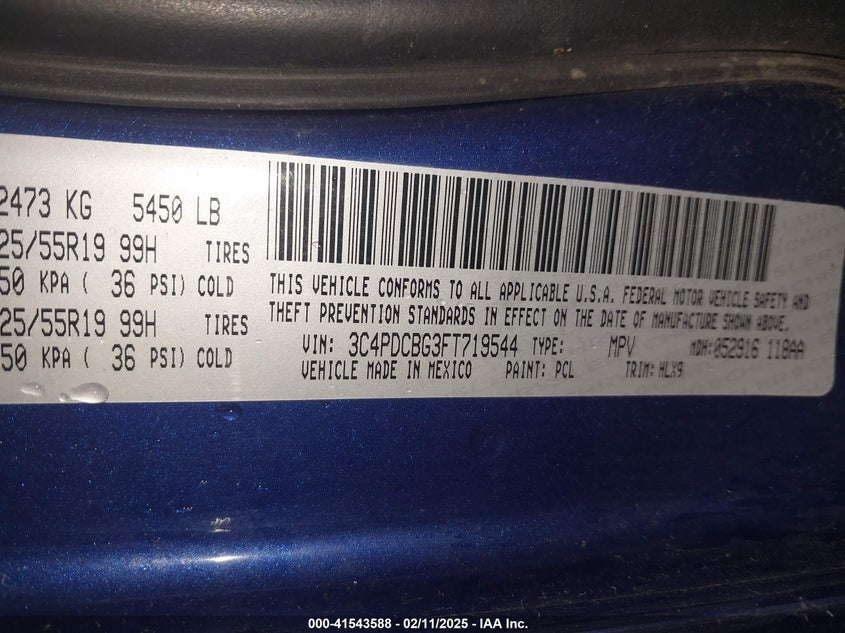 2473 KG 5450 LB
25/55R19 99H TIRES
50 KPA ( 36 PSI) COLD
25/55R19 99H TIRES
50 KPA ( 36 PSI) COLD
THIS VEHICLE CONFORMS TO ALL APPLICABLE U.S.A. FEDERAL MOTOR VEHICLE SAFETY AND
THEFT PREVENTION STANDARDS IN EFFECT ON THE DATE OF MANUFACTURE SHOWN ABOVE.
VIN: 3C4PDCBG3FT719544 TYPE: MPV MDH: 052916 118AA
VEHICLE MADE IN MEXICO PAINT: PCL TRIM: HLX9
000-41543588 - 02/11/2025 - IAA Inc.